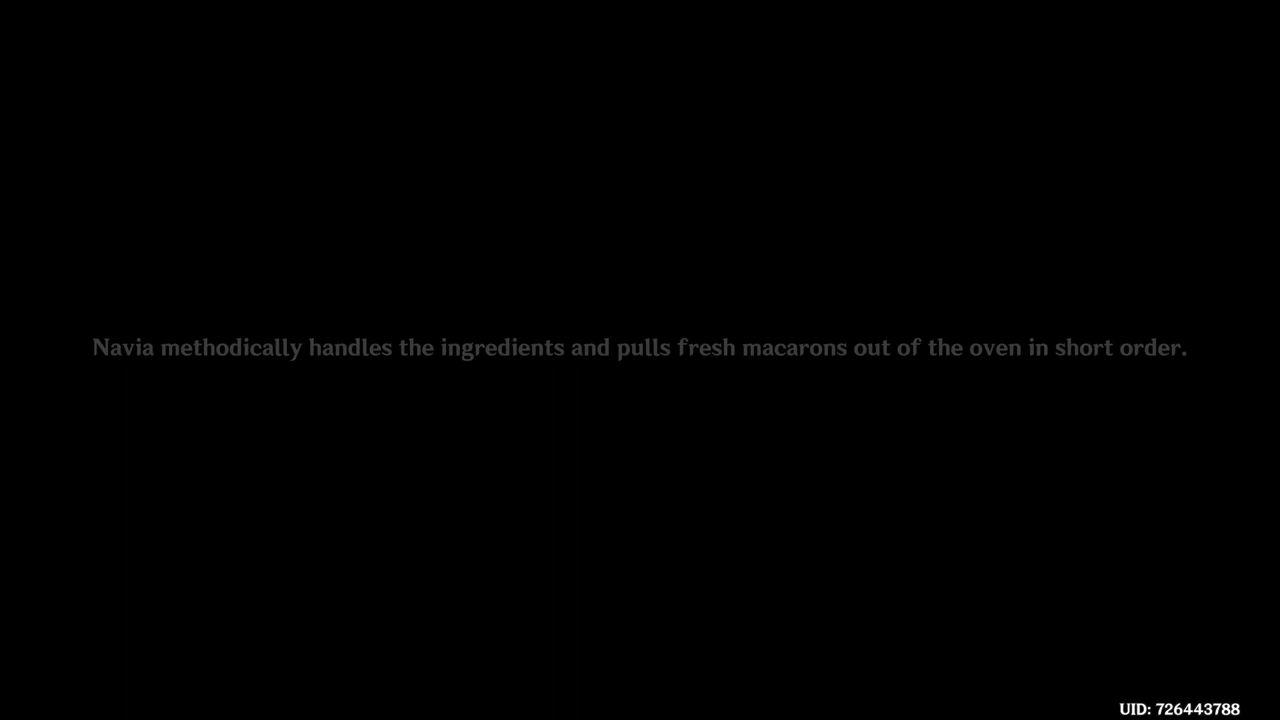 Navia methodically handles the ingredients and pulls fresh macarons out of the oven in short order.
UID: 726443788